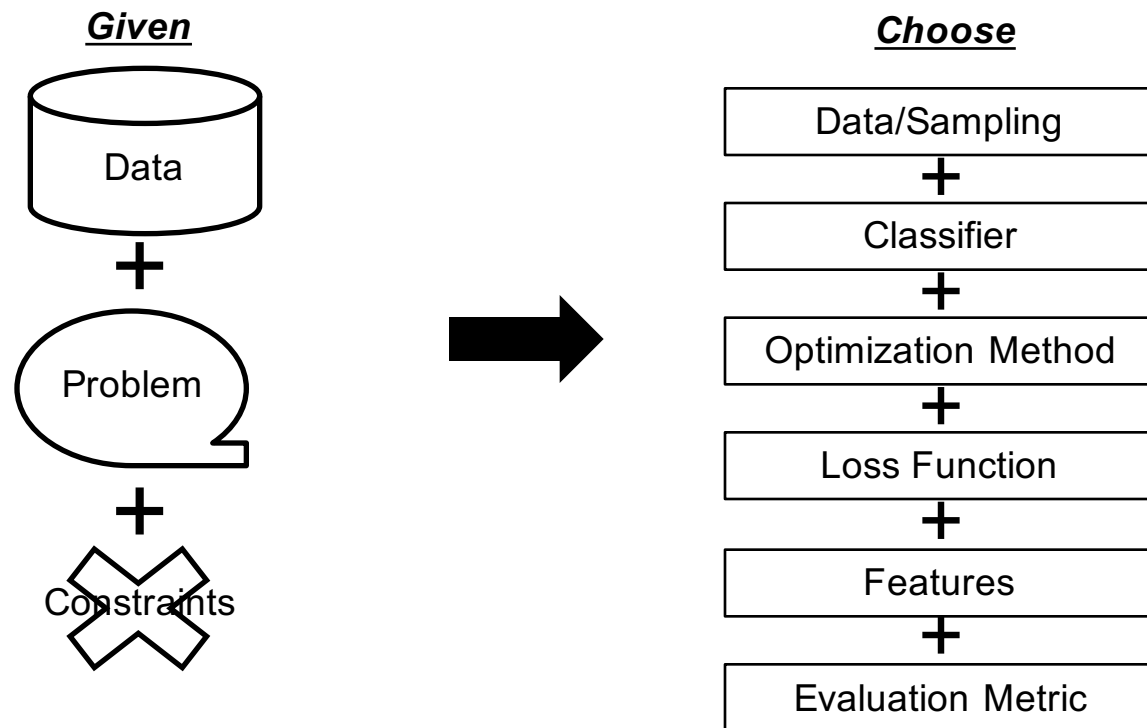 Given
Data
+
Problem
+
Constraints
Choose
Data/Sampling
+
Classifier
+
Optimization Method
+
Loss Function
+
Features
+
Evaluation Metric